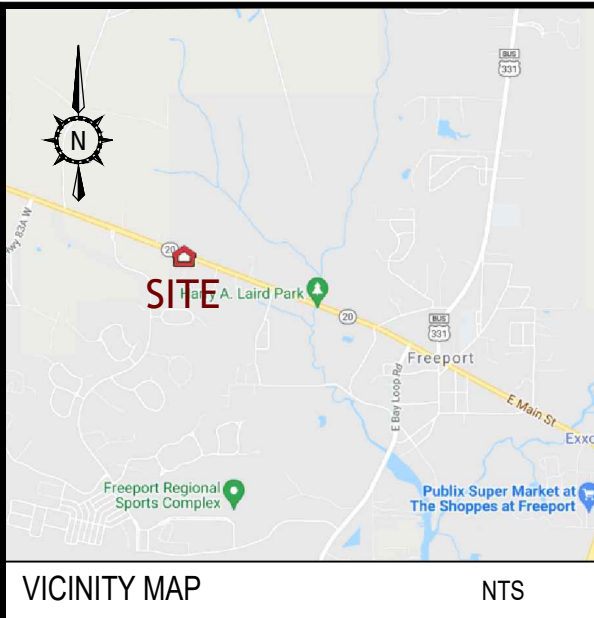 BUS
331
N
Hwy 83A W
20
SITE
Harry A. Laird Park
20
BUS
331
Freeport
E Bay Loop Rd
E Main St
Exxo
Freeport Regional
Sports Complex
Publix Super Market at
The Shoppes at Freeport
VICINITY MAP
NTS